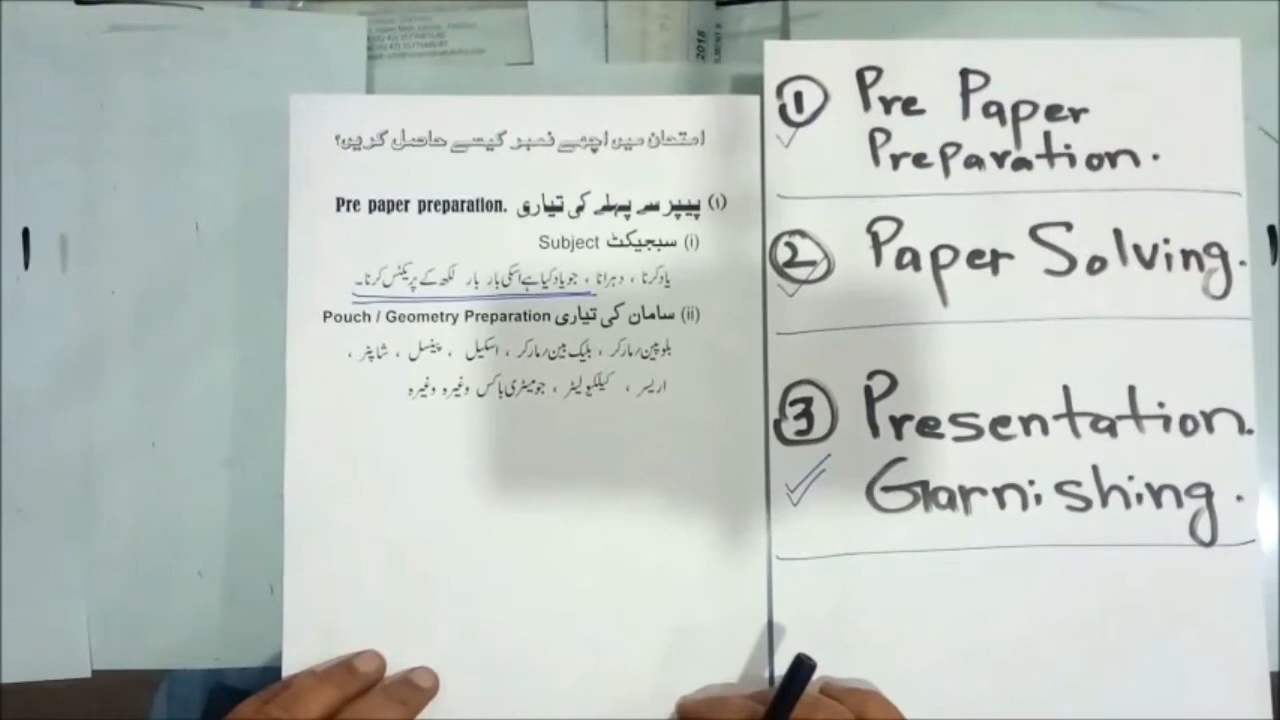 2018
امتحان میں اچھے نمبر کیسے حاصل کریں؟
(۱) پیپر سے پہلے کی تیاری .Pre paper preparation
(i) سبجیکٹ Subject
یاد کرنا ، دہرانا ، جو یاد کیا ہے اسکی بار بار لکھ کے پریکٹس کرنا۔
(ii) سامان کی تیاری Pouch / Geometry Preparation
بلو پین/مارکر ، بلیک پین/مارکر ، اسکیل ، پینسل ، شاپنر ،
اریسر ، کیلکیولیٹر ، جومیٹری باکس وغیرہ وغیرہ
1 Pre Paper
Preparation.
2 Paper Solving.
3 Presentation.
Garnishing.